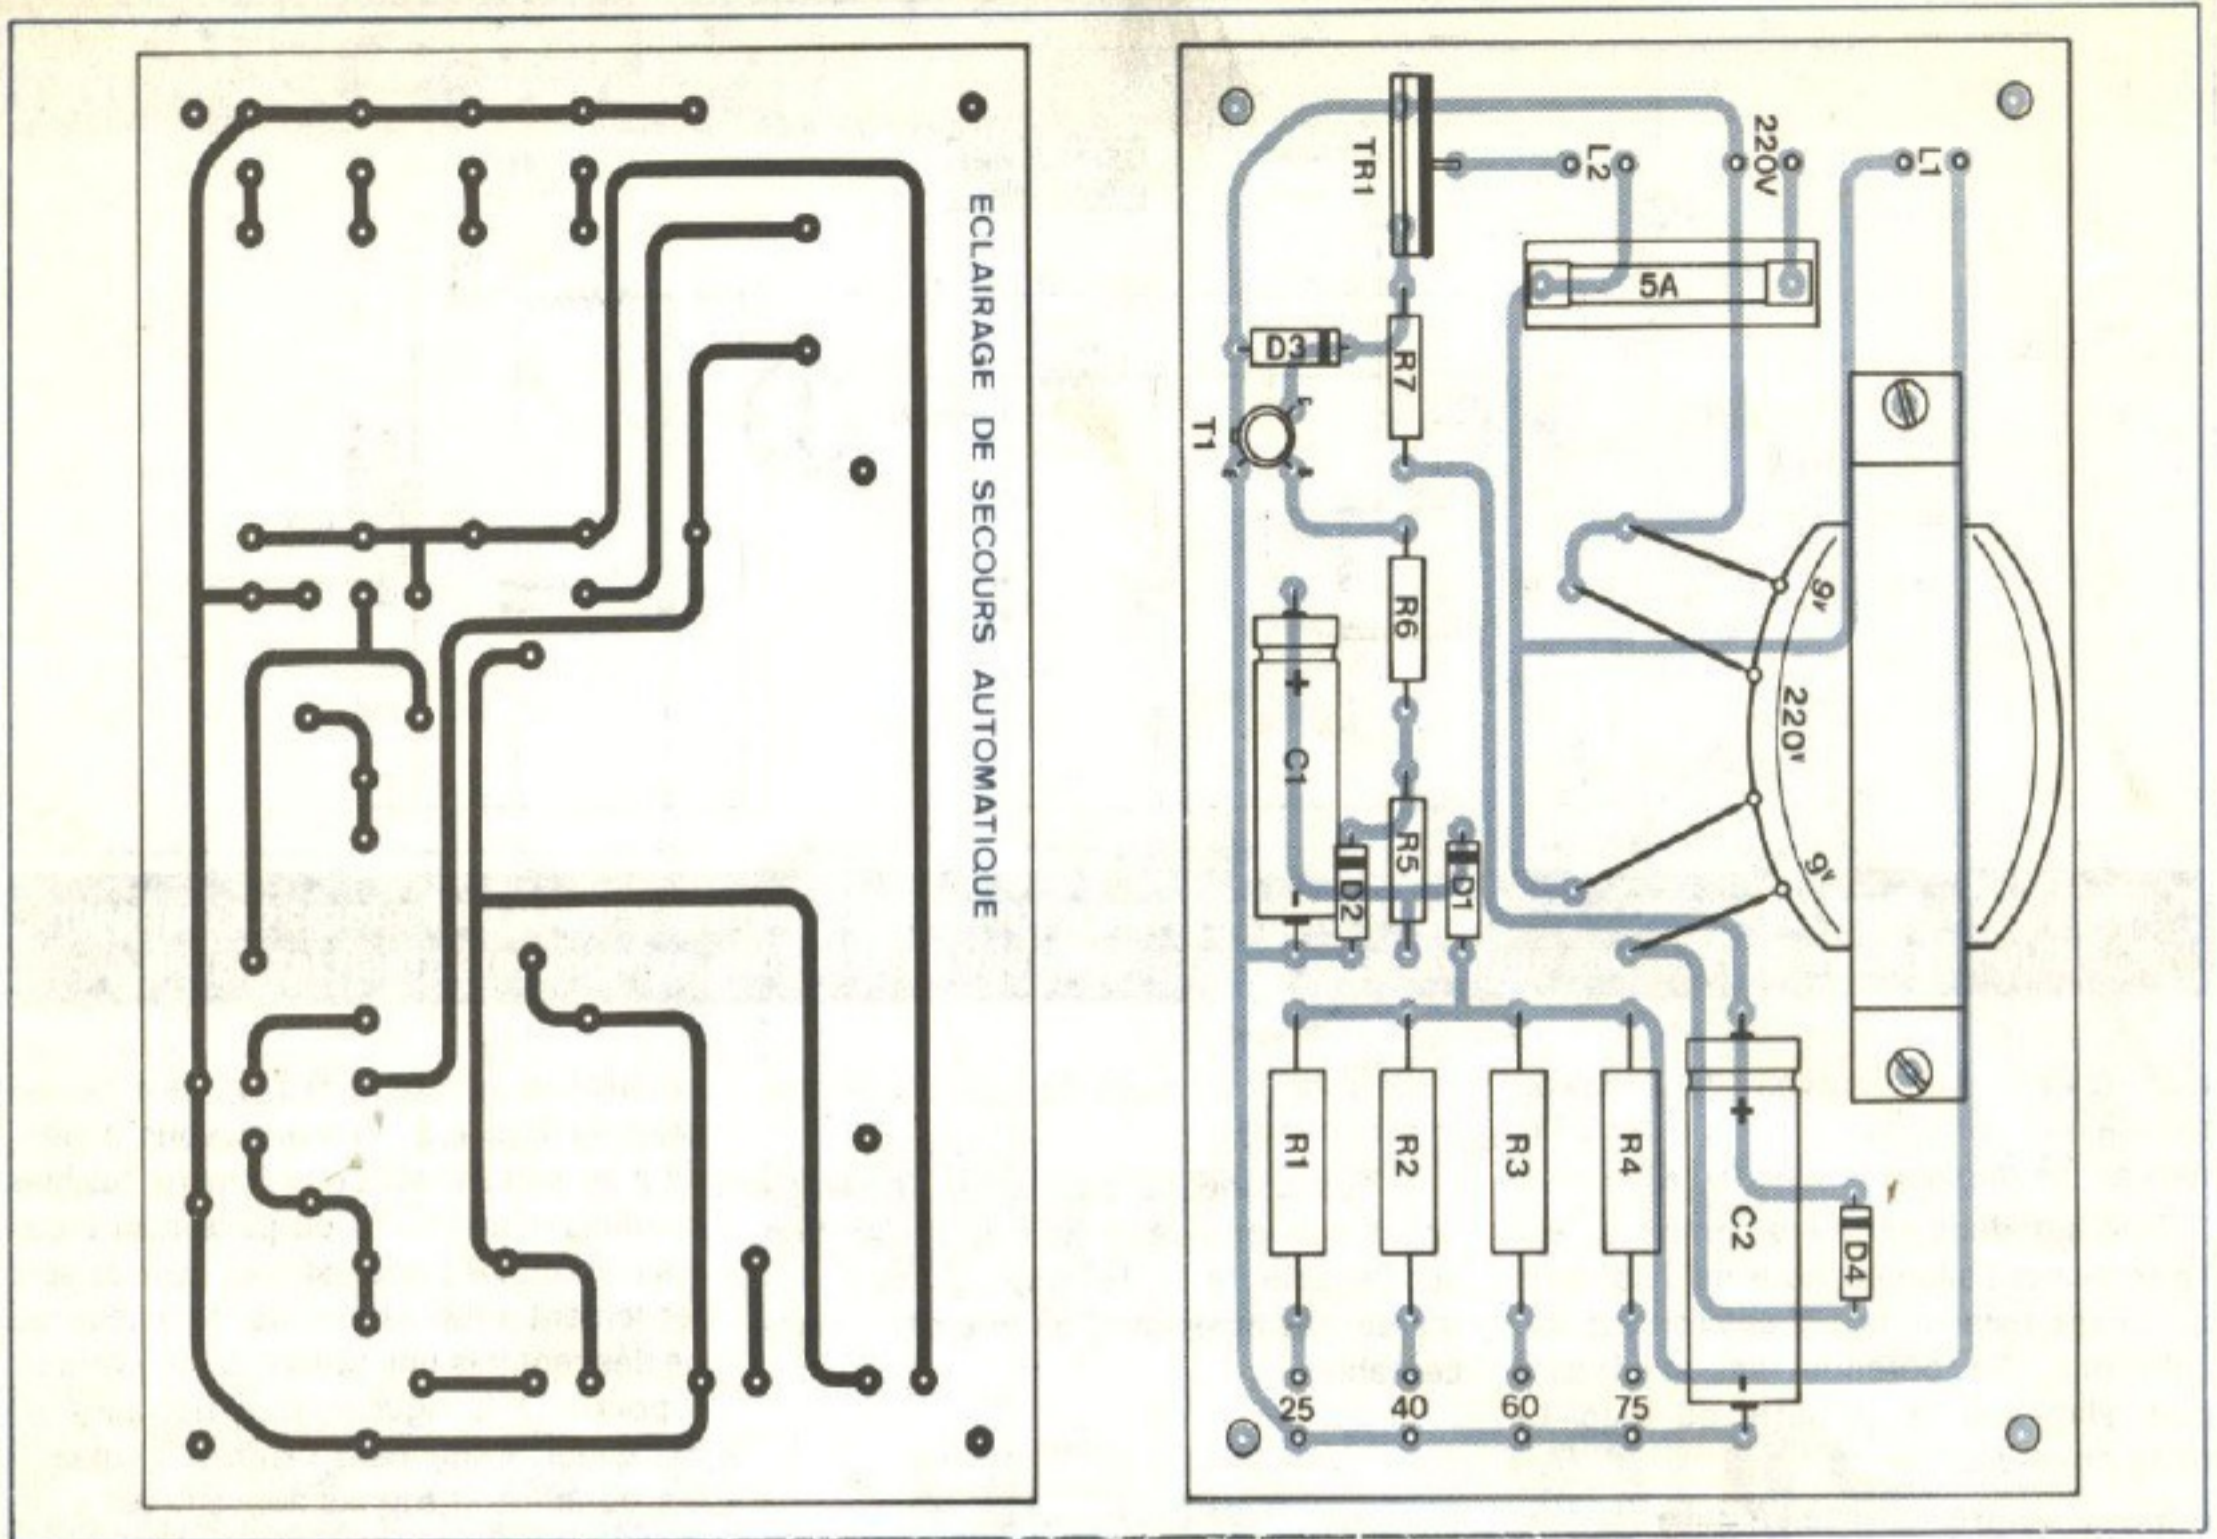 ECLAIRAGE DE SECOURS AUTOMATIQUE
TR1
L2
220V
L1
5A
D3
R7
T1
9V
R6
220V
+
C1
R5
9V
D1
D2
-
R1
R2
R3
R4
+
C2
D4
-
25
40
60
75